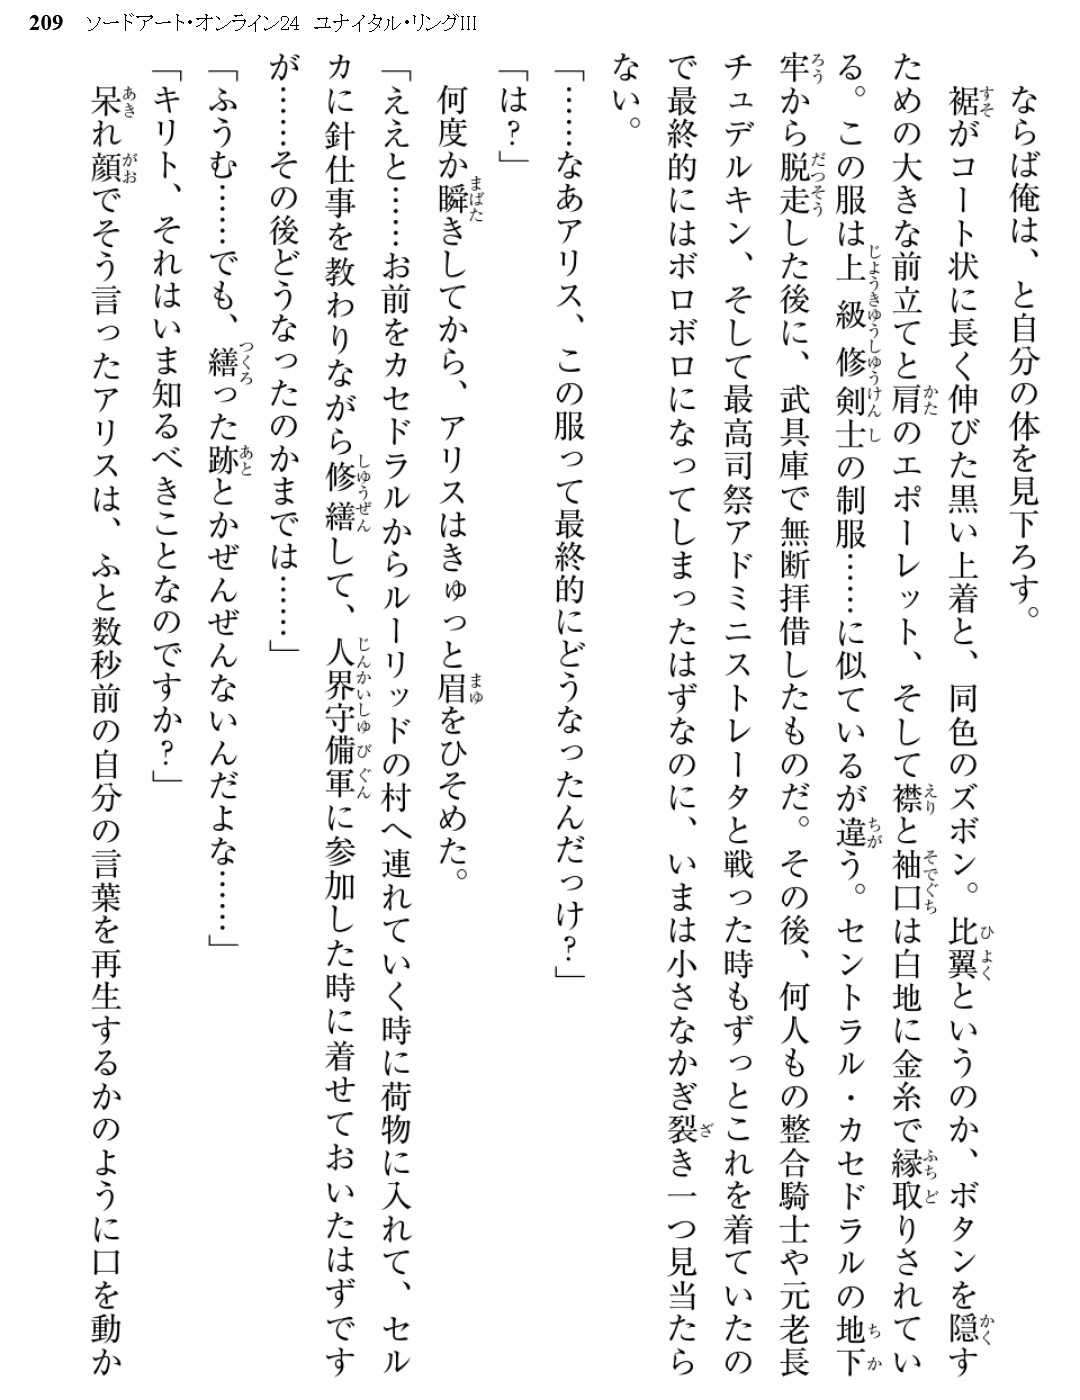 209 ソードアート・オンライン24 ユナイタル・リングIII
ならば俺は、と自分の体を見下ろす。
裾がコート状に長く伸びた黒い上着と、同色のズボン。比翼というのか、ボタンを隠す
ための大きな前立てと肩のエポーレット、そして襟と袖口は白地に金糸で縁取りされてい
る。この服は上級修剣士の制服……に似ているが違う。セントラル・カセドラルの地下
牢から脱走した後に、武具庫で無断拝借したものだ。その後、何人もの整合騎士や元老長
チュデルキン、そして最高司祭アドミニストレータと戦った時もずっとこれを着ていたの
で最終的にはボロボロになってしまったはずなのに、いまは小さなかぎ裂き一つ見当たら
ない。
「……なあアリス、この服って最終的にどうなったんだっけ？」
「は？」
何度か瞬きしてから、アリスはきゅっと眉をひそめた。
「ええと……お前をカセドラルからルーリッドの村へ連れていく時に荷物に入れて、セル
カに針仕事を教わりながら修繕して、人界守備軍に参加した時に着せておいたはずです
が……その後どうなったのかまでは……」
「ふうむ……でも、繕った跡とかぜんぜんないんだよな……」
「キリト、それはいま知るべきことなのですか？」
呆れ顔でそう言ったアリスは、ふと数秒前の自分の言葉を再生するかのように口を動か